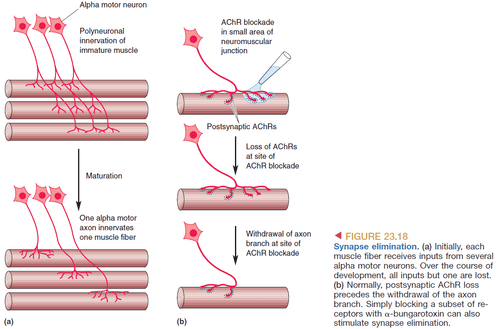 Alpha motor neuron
Polyneuronal
innervation of
immature muscle
Maturation
One alpha motor
axon innervates
one muscle fiber
(a)
AChR blockade
in small area of
neuromuscular
junction
Postsynaptic AChRs
Loss of AChRs
at site of
AChR blockade
Withdrawal of axon
branch at site of
AChR blockade
(b)
◀ FIGURE 23.18
Synapse elimination. (a) Initially, each
muscle fiber receives inputs from several
alpha motor neurons. Over the course of
development, all inputs but one are lost.
(b) Normally, postsynaptic AChR loss
precedes the withdrawal of the axon
branch. Simply blocking a subset of re-
ceptors with α-bungarotoxin can also
stimulate synapse elimination.